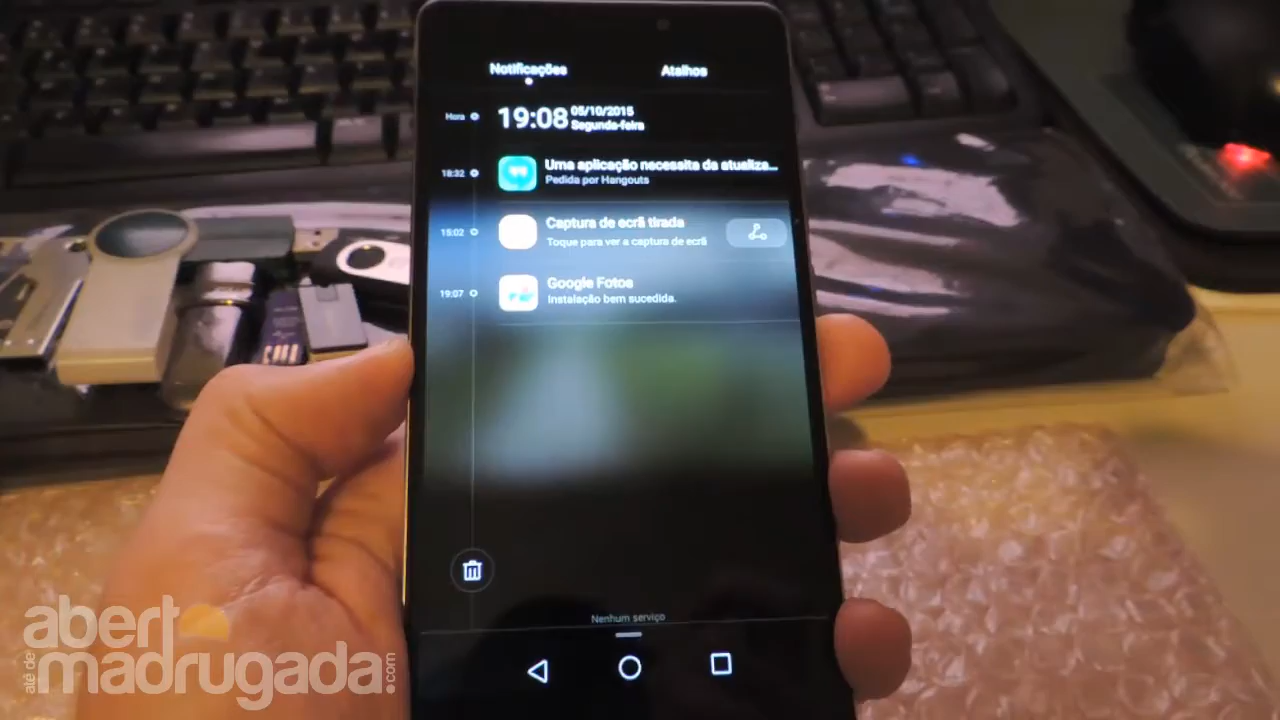 Notificações
Atalhos
Hora
19:08
05/10/2015
Segunda-feira
18:32
Uma aplicação necessita da atualiza...
Pedida por Hangouts
15:02
Captura de ecrã tirada
Toque para ver a captura de ecrã
19:07
Google Fotos
Instalação bem sucedida.
Nenhum serviço
abert
até de madrugada.com